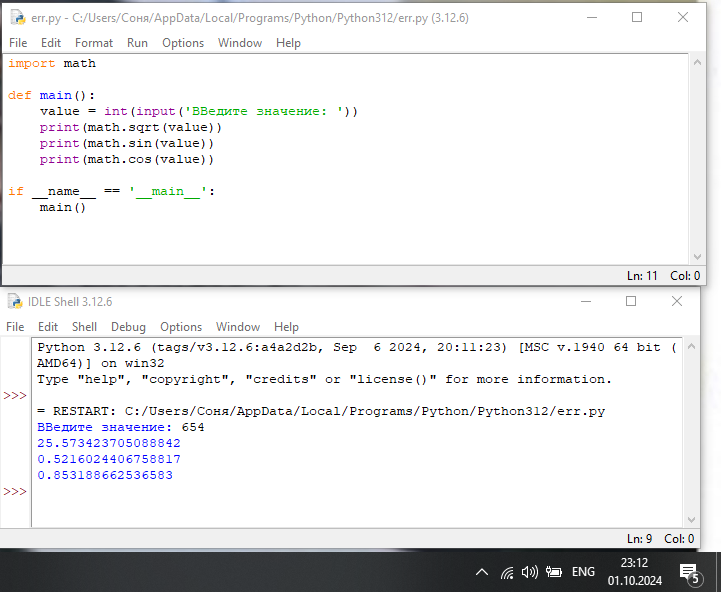 err.py - C:/Users/Соня/AppData/Local/Programs/Python/Python312/err.py (3.12.6)
File Edit Format Run Options Window Help
import math
def main():
    value = int(input('ВВедите значение: '))
    print(math.sqrt(value))
    print(math.sin(value))
    print(math.cos(value))
if __name__ == '__main__':
    main()
Ln: 11 Col: 0
IDLE Shell 3.12.6
File Edit Shell Debug Options Window Help
Python 3.12.6 (tags/v3.12.6:a4a2d2b, Sep  6 2024, 20:11:23) [MSC v.1940 64 bit (
AMD64)] on win32
Type "help", "copyright", "credits" or "license()" for more information.
>>>
= RESTART: C:/Users/Соня/AppData/Local/Programs/Python/Python312/err.py
ВВедите значение: 654
25.573423705088842
0.5216024406758817
0.853188662536583
>>>
Ln: 9 Col: 0
ENG
23:12
01.10.2024
5